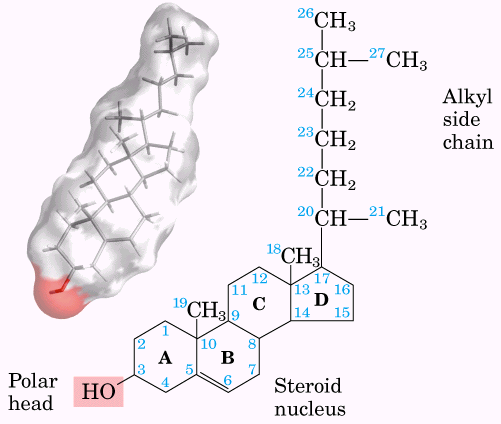 26 CH3
25 CH—27 CH3
24 CH2
Alkyl
side
chain
23 CH2
22 CH2
20 CH—21 CH3
18 CH3
17
12
13
16
11
C
D
19 CH3
14
15
9
1
10
2
8
A
B
3
5
7
4
6
Polar
head
HO
Steroid
nucleus